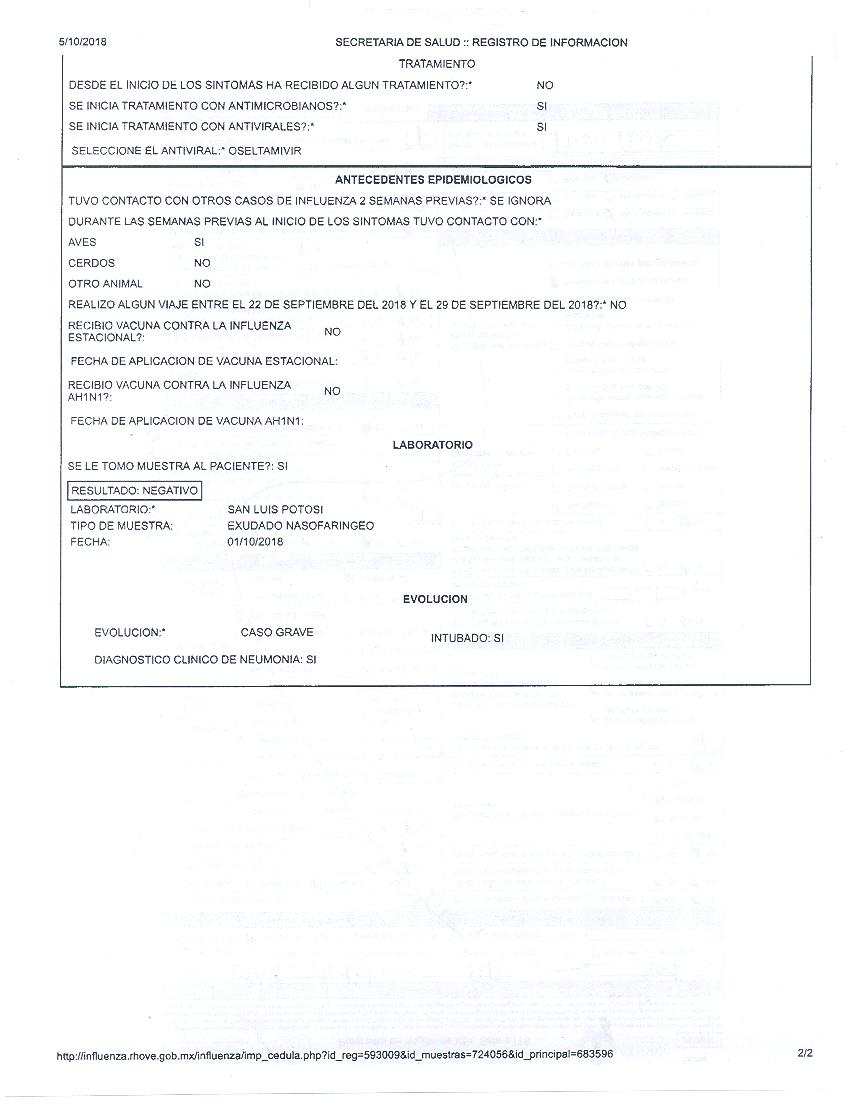 5/10/2018 SECRETARIA DE SALUD :: REGISTRO DE INFORMACION
TRATAMIENTO
DESDE EL INICIO DE LOS SINTOMAS HA RECIBIDO ALGUN TRATAMIENTO?:* NO
SE INICIA TRATAMIENTO CON ANTIMICROBIANOS?:* SI
SE INICIA TRATAMIENTO CON ANTIVIRALES?:* SI
SELECCIONE EL ANTIVIRAL:* OSELTAMIVIR
ANTECEDENTES EPIDEMIOLOGICOS
TUVO CONTACTO CON OTROS CASOS DE INFLUENZA 2 SEMANAS PREVIAS?:* SE IGNORA
DURANTE LAS SEMANAS PREVIAS AL INICIO DE LOS SINTOMAS TUVO CONTACTO CON:*
AVES SI
CERDOS NO
OTRO ANIMAL NO
REALIZO ALGUN VIAJE ENTRE EL 22 DE SEPTIEMBRE DEL 2018 Y EL 29 DE SEPTIEMBRE DEL 2018?:* NO
RECIBIO VACUNA CONTRA LA INFLUENZA
ESTACIONAL?: NO
FECHA DE APLICACION DE VACUNA ESTACIONAL:
RECIBIO VACUNA CONTRA LA INFLUENZA
AH1N1?: NO
FECHA DE APLICACION DE VACUNA AH1N1:
LABORATORIO
SE LE TOMO MUESTRA AL PACIENTE?: SI
RESULTADO: NEGATIVO
LABORATORIO:* SAN LUIS POTOSI
TIPO DE MUESTRA: EXUDADO NASOFARINGEO
FECHA: 01/10/2018
EVOLUCION
EVOLUCION:* CASO GRAVE INTUBADO: SI
DIAGNOSTICO CLINICO DE NEUMONIA: SI
http://influenza.rhove.gob.mx/influenza/imp_cedula.php?id_reg=593009&id_muestras=724056&id_principal=683596 2/2